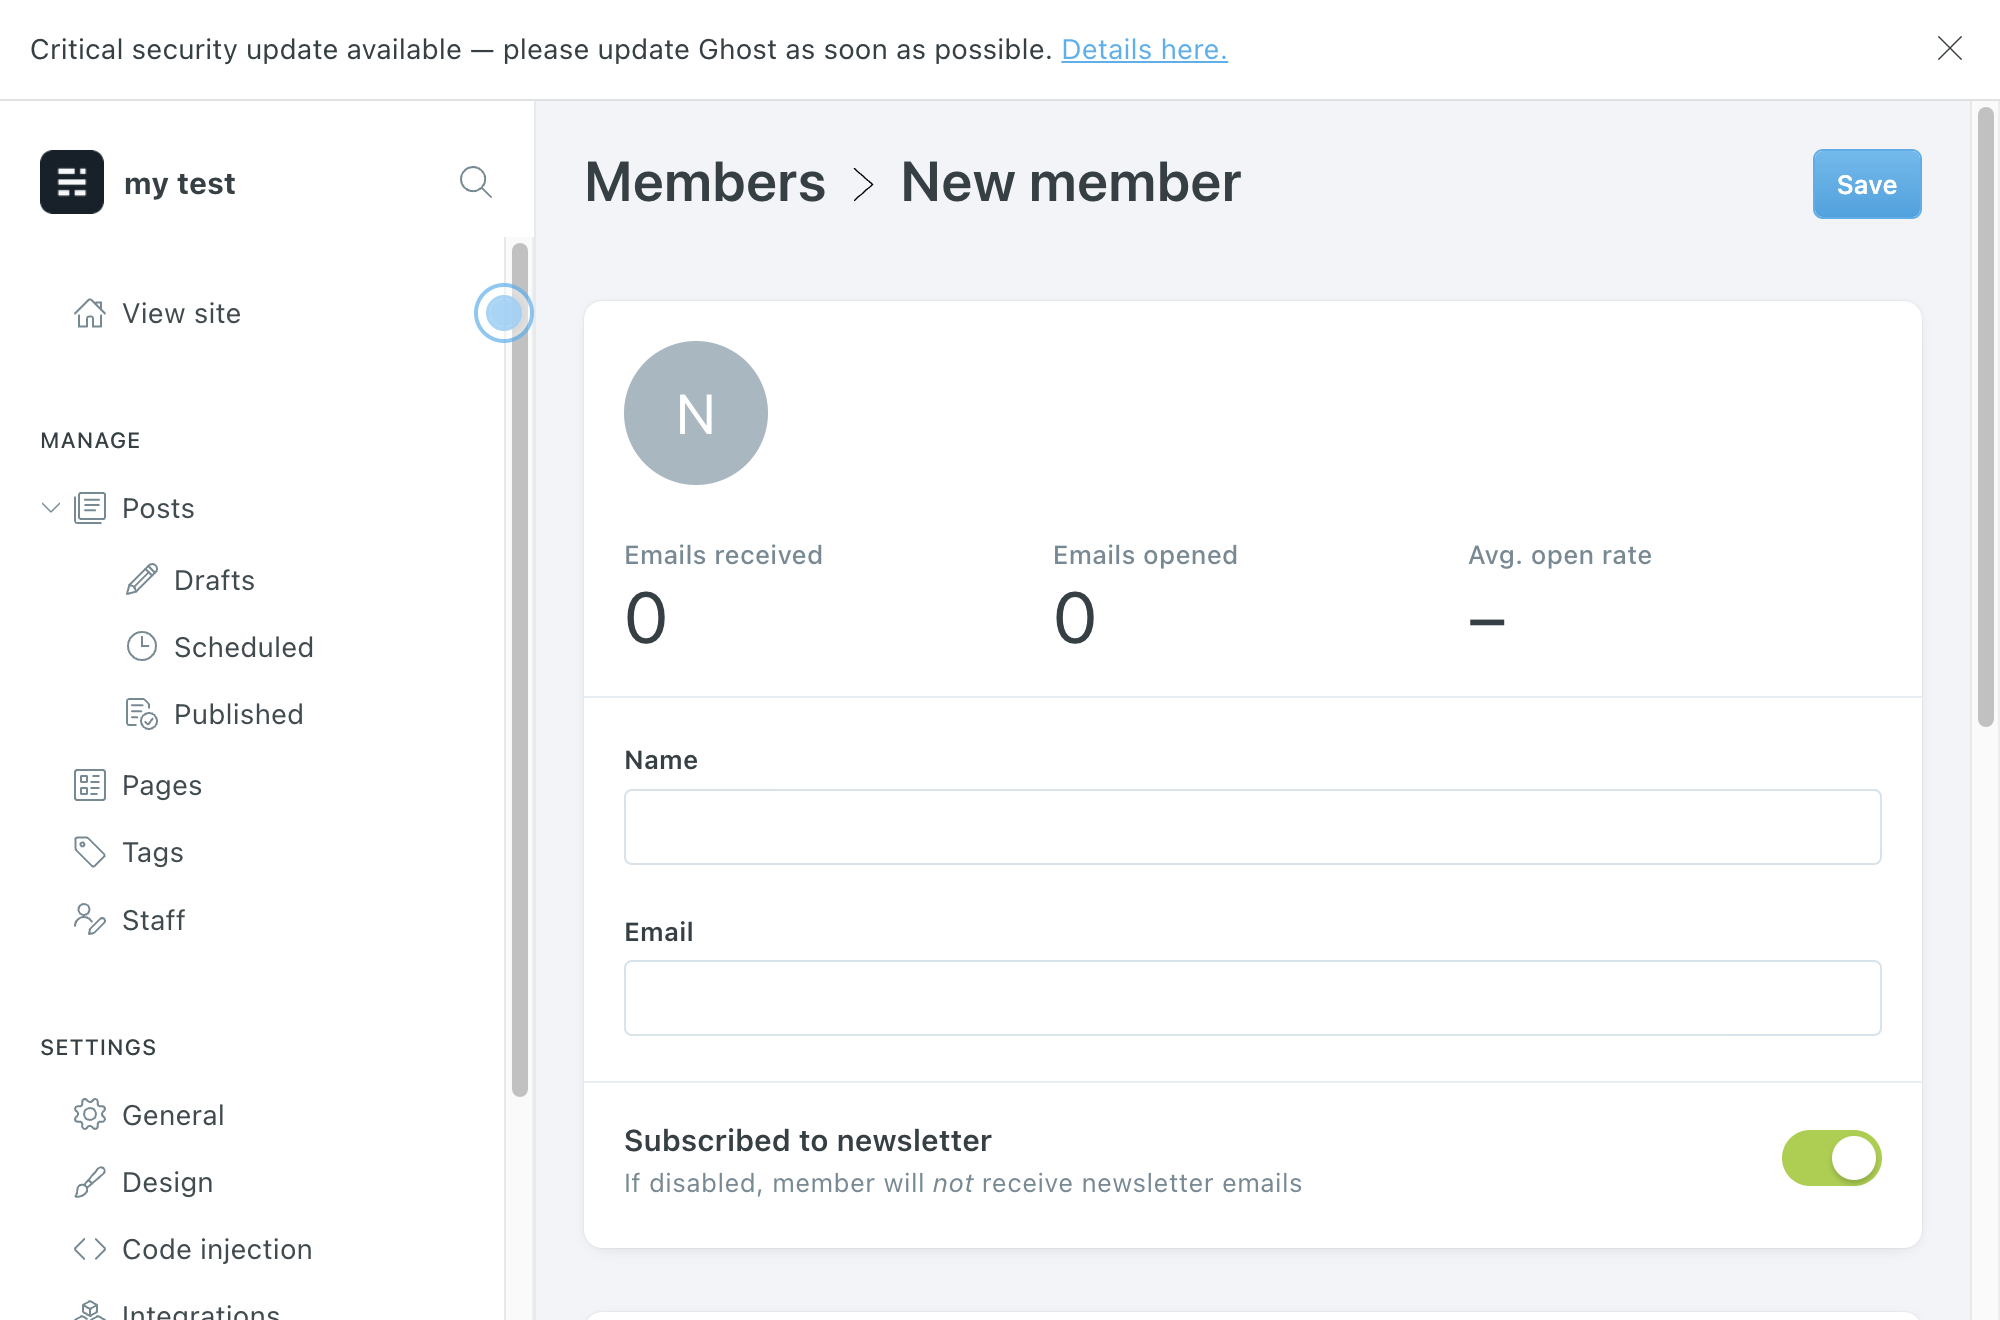 Critical security update available — please update Ghost as soon as possible. Details here.
my test
View site
MANAGE
Posts
Drafts
Scheduled
Published
Pages
Tags
Staff
SETTINGS
General
Design
Code injection
Integrations
Members > New member
Save
N
Emails received
0
Emails opened
0
Avg. open rate
–
Name
Email
Subscribed to newsletter
If disabled, member will not receive newsletter emails